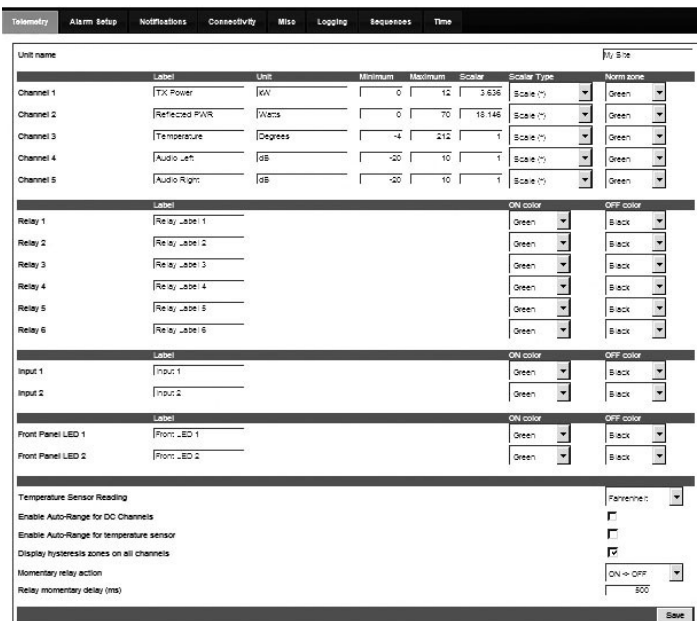 Telemetry Alarm Setup Notifications Connectivity Misc Logging Sequences Time
Unit name My Site
Label Unit Minimum Maximum Scalar Scalar Type Norm zone
Channel 1 TX Power kW 0 12 3.636 Scale (*) Green
Channel 2 Reflected PWR Watts 0 70 18.146 Scale (*) Green
Channel 3 Temperature Degrees -4 212 1 Scale (*) Green
Channel 4 Audio Left dB -20 10 1 Scale (*) Green
Channel 5 Audio Right dB -20 10 1 Scale (*) Green
Label ON color OFF color
Relay 1 Relay Label 1 Green Black
Relay 2 Relay Label 2 Green Black
Relay 3 Relay Label 3 Green Black
Relay 4 Relay Label 4 Green Black
Relay 5 Relay Label 5 Green Black
Relay 6 Relay Label 6 Green Black
Label ON color OFF color
Input 1 Input 1 Green Black
Input 2 Input 2 Green Black
Label ON color OFF color
Front Panel LED 1 Front LED 1 Green Black
Front Panel LED 2 Front LED 2 Green Black
Temperature Sensor Reading Fahrenheit
Enable Auto-Range for DC Channels
Enable Auto-Range for temperature sensor
Display hysteresis zones on all channels
Momentary relay action ON -> OFF
Relay momentary delay (ms) 500
Save